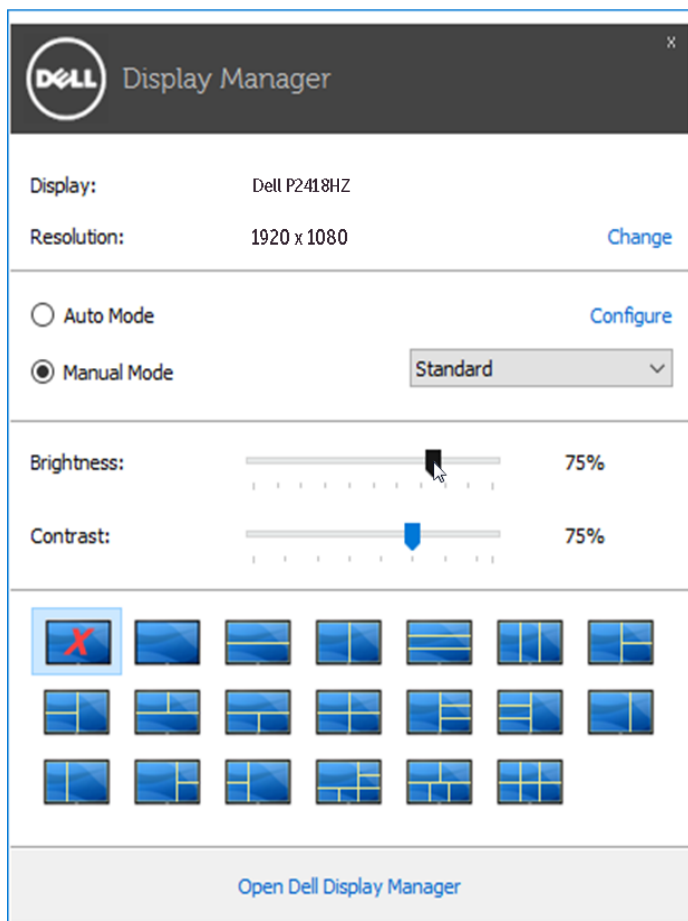 DELL Display Manager x
Display: Dell P2418HZ
Resolution: 1920 x 1080 Change
Auto Mode Configure
Manual Mode Standard
Brightness: 75%
Contrast: 75%
X
Open Dell Display Manager